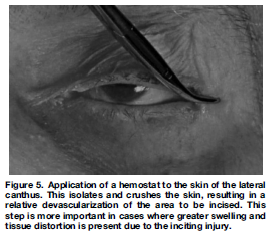 Figure 5. Application of a hemostat to the skin of the lateral
canthus. This isolates and crushes the skin, resulting in a
relative devascularization of the area to be incised. This
step is more important in cases where greater swelling and
tissue distortion is present due to the inciting injury.